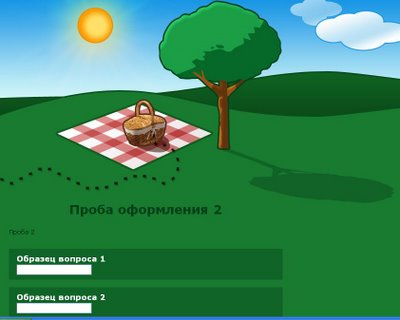 Проба оформления 2
Проба 2
Образец вопроса 1
Образец вопроса 2